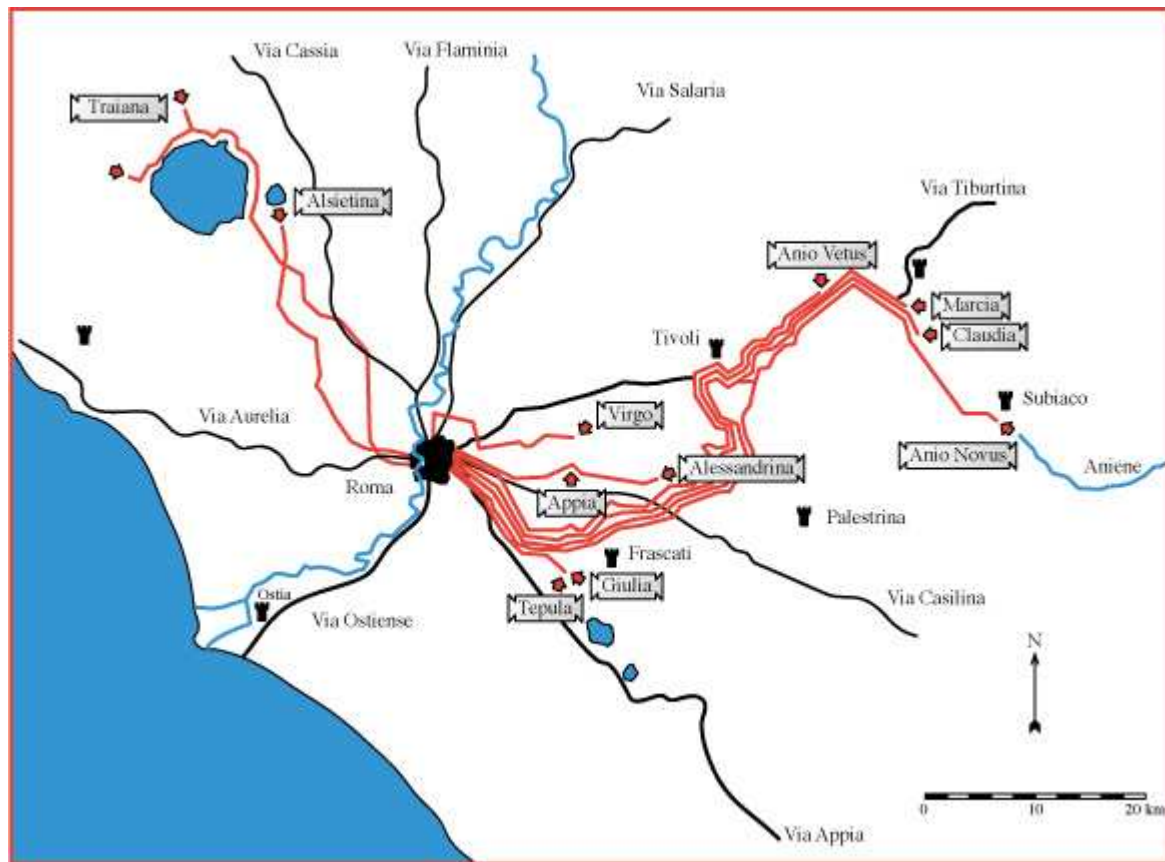 Via Cassia
Via Flaminia
Via Salaria
Traiana
Alsietina
Via Tiburtina
Anio Vetus
Marcia
Claudia
Tivoli
Subiaco
Via Aurelia
Virgo
Anio Novus
Aniene
Alessandrina
Roma
Appia
Palestrina
Frascati
Giulia
Tepula
Ostia
Via Ostiense
Via Casilina
N
0 10 20 km
Via Appia